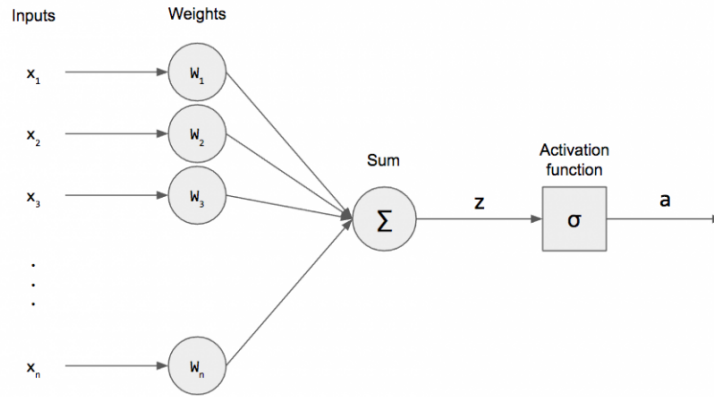 Inputs
Weights
x₁
W₁
x₂
W₂
x₃
W₃
Sum
Σ
z
Activation
function
σ
a
.
.
.
xₙ
Wₙ